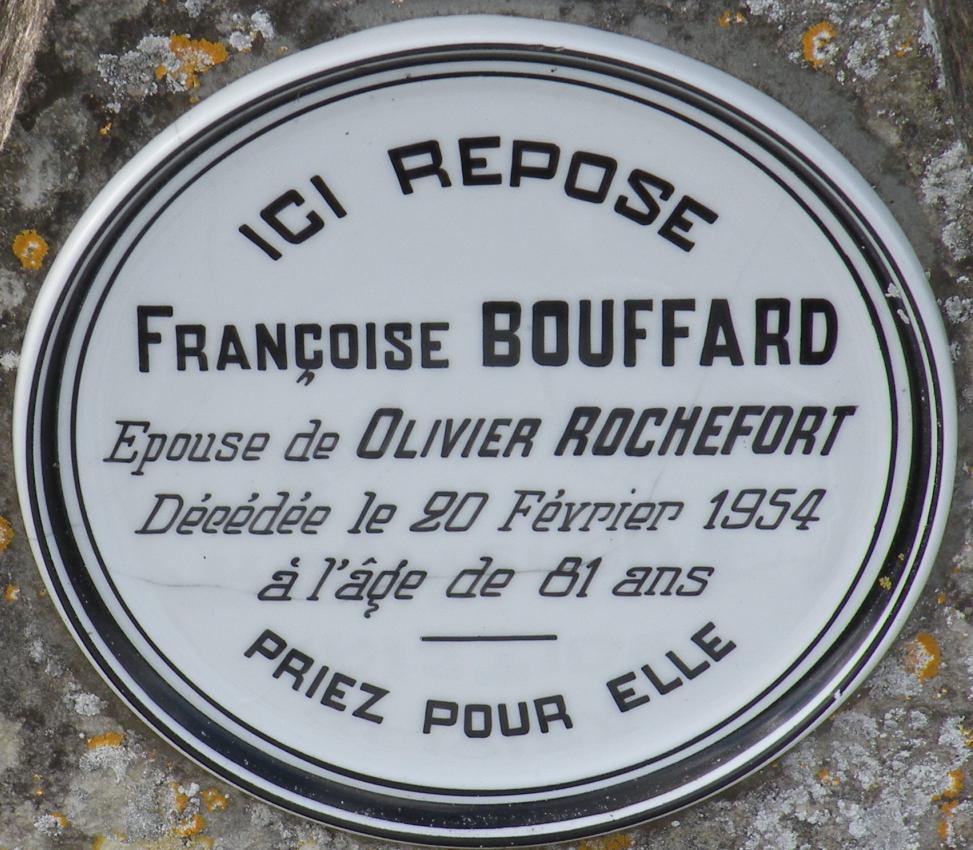 ICI REPOSE
FRANÇOISE BOUFFARD
Epouse de OLIVIER ROCHEFORT
Décédée le 20 Février 1954
à l'âge de 81 ans
PRIEZ POUR ELLE